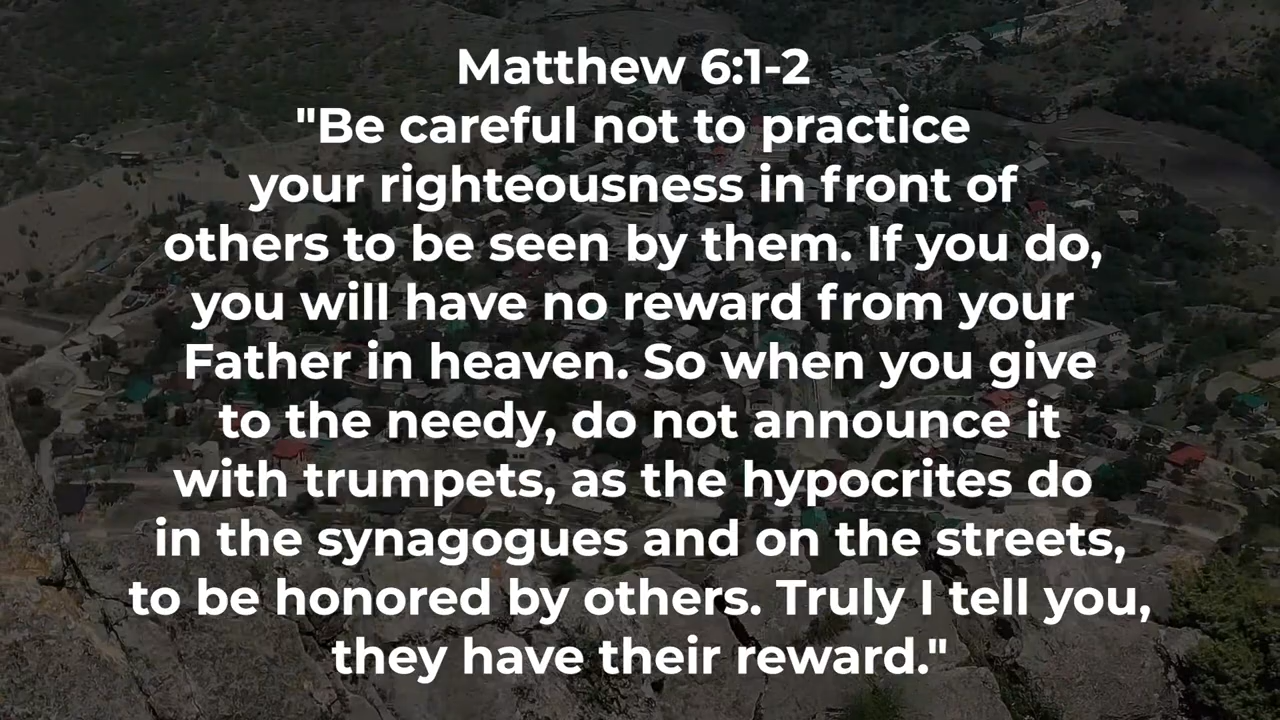 Matthew 6:1-2
"Be careful not to practice
your righteousness in front of
others to be seen by them. If you do,
you will have no reward from your
Father in heaven. So when you give
to the needy, do not announce it
with trumpets, as the hypocrites do
in the synagogues and on the streets,
to be honored by others. Truly I tell you,
they have their reward."